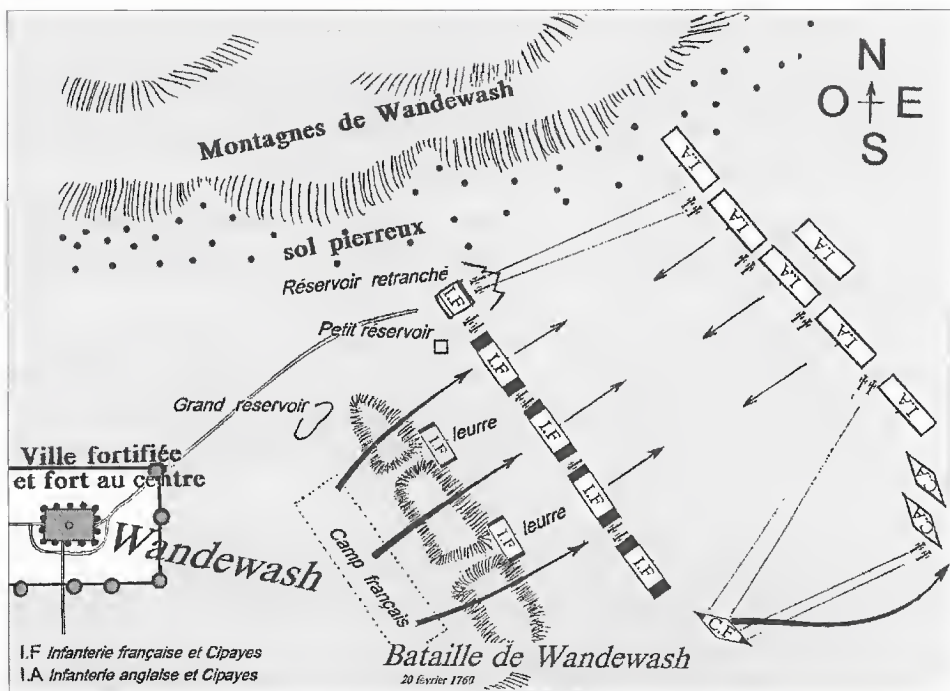 N
O E
S
Montagnes de Wandewash
I.A
I.A
I.A
I.A
I.A
I.A
sol pierreux
Réservoir retranché
I.F
Petit réservoir
I.F
Grand reservoir
I.F
leurre
I.F
Ville fortifiée
et fort au centre
I.F
leurre
I.F
C.A
C.A
Wandewash
Camp français
I.F
C.F
I.F Infanterie française et Cipayes
I.A Infanterie anglaise et Cipayes
Bataille de Wandewash
20 février 1760